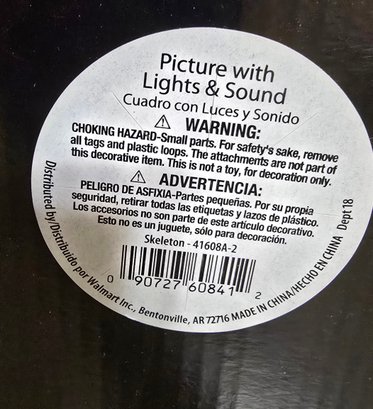 Picture with
Lights & Sound
Cuadro con Luces y Sonido
⚠ WARNING:
CHOKING HAZARD-Small parts. For safety's sake, remove
all tags and plastic loops. The attachments are not part of
this decorative item. This is not a toy, for decoration only.
⚠ ADVERTENCIA:
PELIGRO DE ASFIXIA-Partes pequeñas. Por su propia
seguridad, retirar todas las etiquetas y lazos de plástico.
Los accesorios no son parte de este artículo decorativo.
Esto no es un juguete, sólo para decoración.
Skeleton - 41608A-2
0 90727 60841 2
Distributed by/Distribuido por Walmart Inc., Bentonville, AR 72716 MADE IN CHINA/HECHO EN CHINA Dept 18